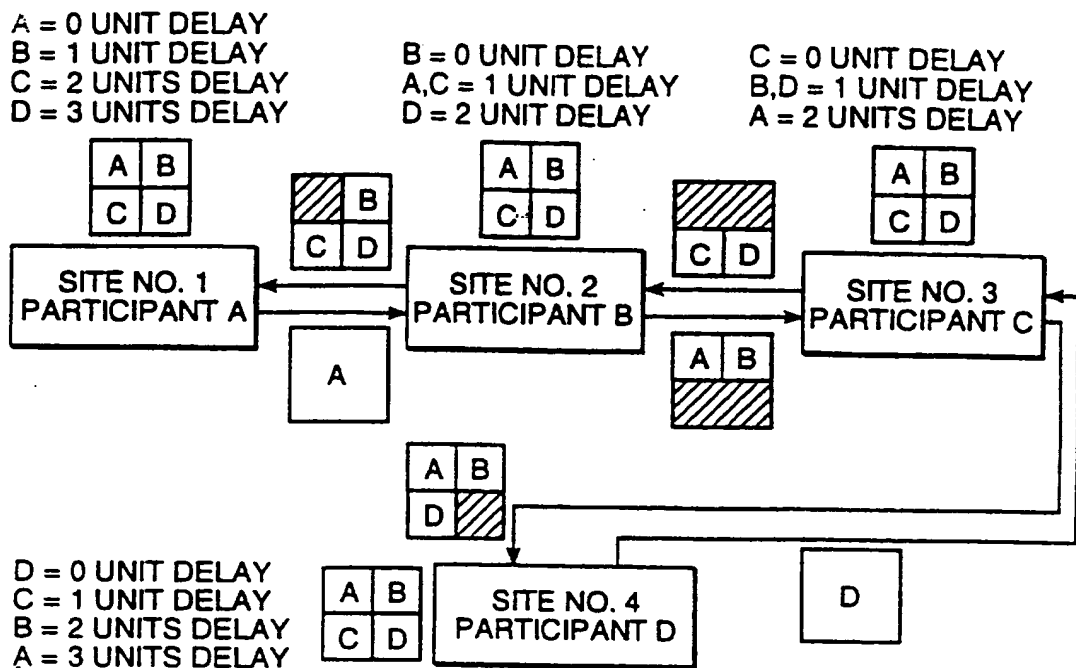 A = 0 UNIT DELAY
B = 1 UNIT DELAY
C = 2 UNITS DELAY
D = 3 UNITS DELAY
B = 0 UNIT DELAY
A,C = 1 UNIT DELAY
D = 2 UNIT DELAY
C = 0 UNIT DELAY
B,D = 1 UNIT DELAY
A = 2 UNITS DELAY
A B
C D
B
C D
A B
C D
C D
A B
C D
SITE NO. 1
PARTICIPANT A
SITE NO. 2
PARTICIPANT B
SITE NO. 3
PARTICIPANT C
A
A B
A B
D
D = 0 UNIT DELAY
C = 1 UNIT DELAY
B = 2 UNITS DELAY
A = 3 UNITS DELAY
A B
C D
SITE NO. 4
PARTICIPANT D
D